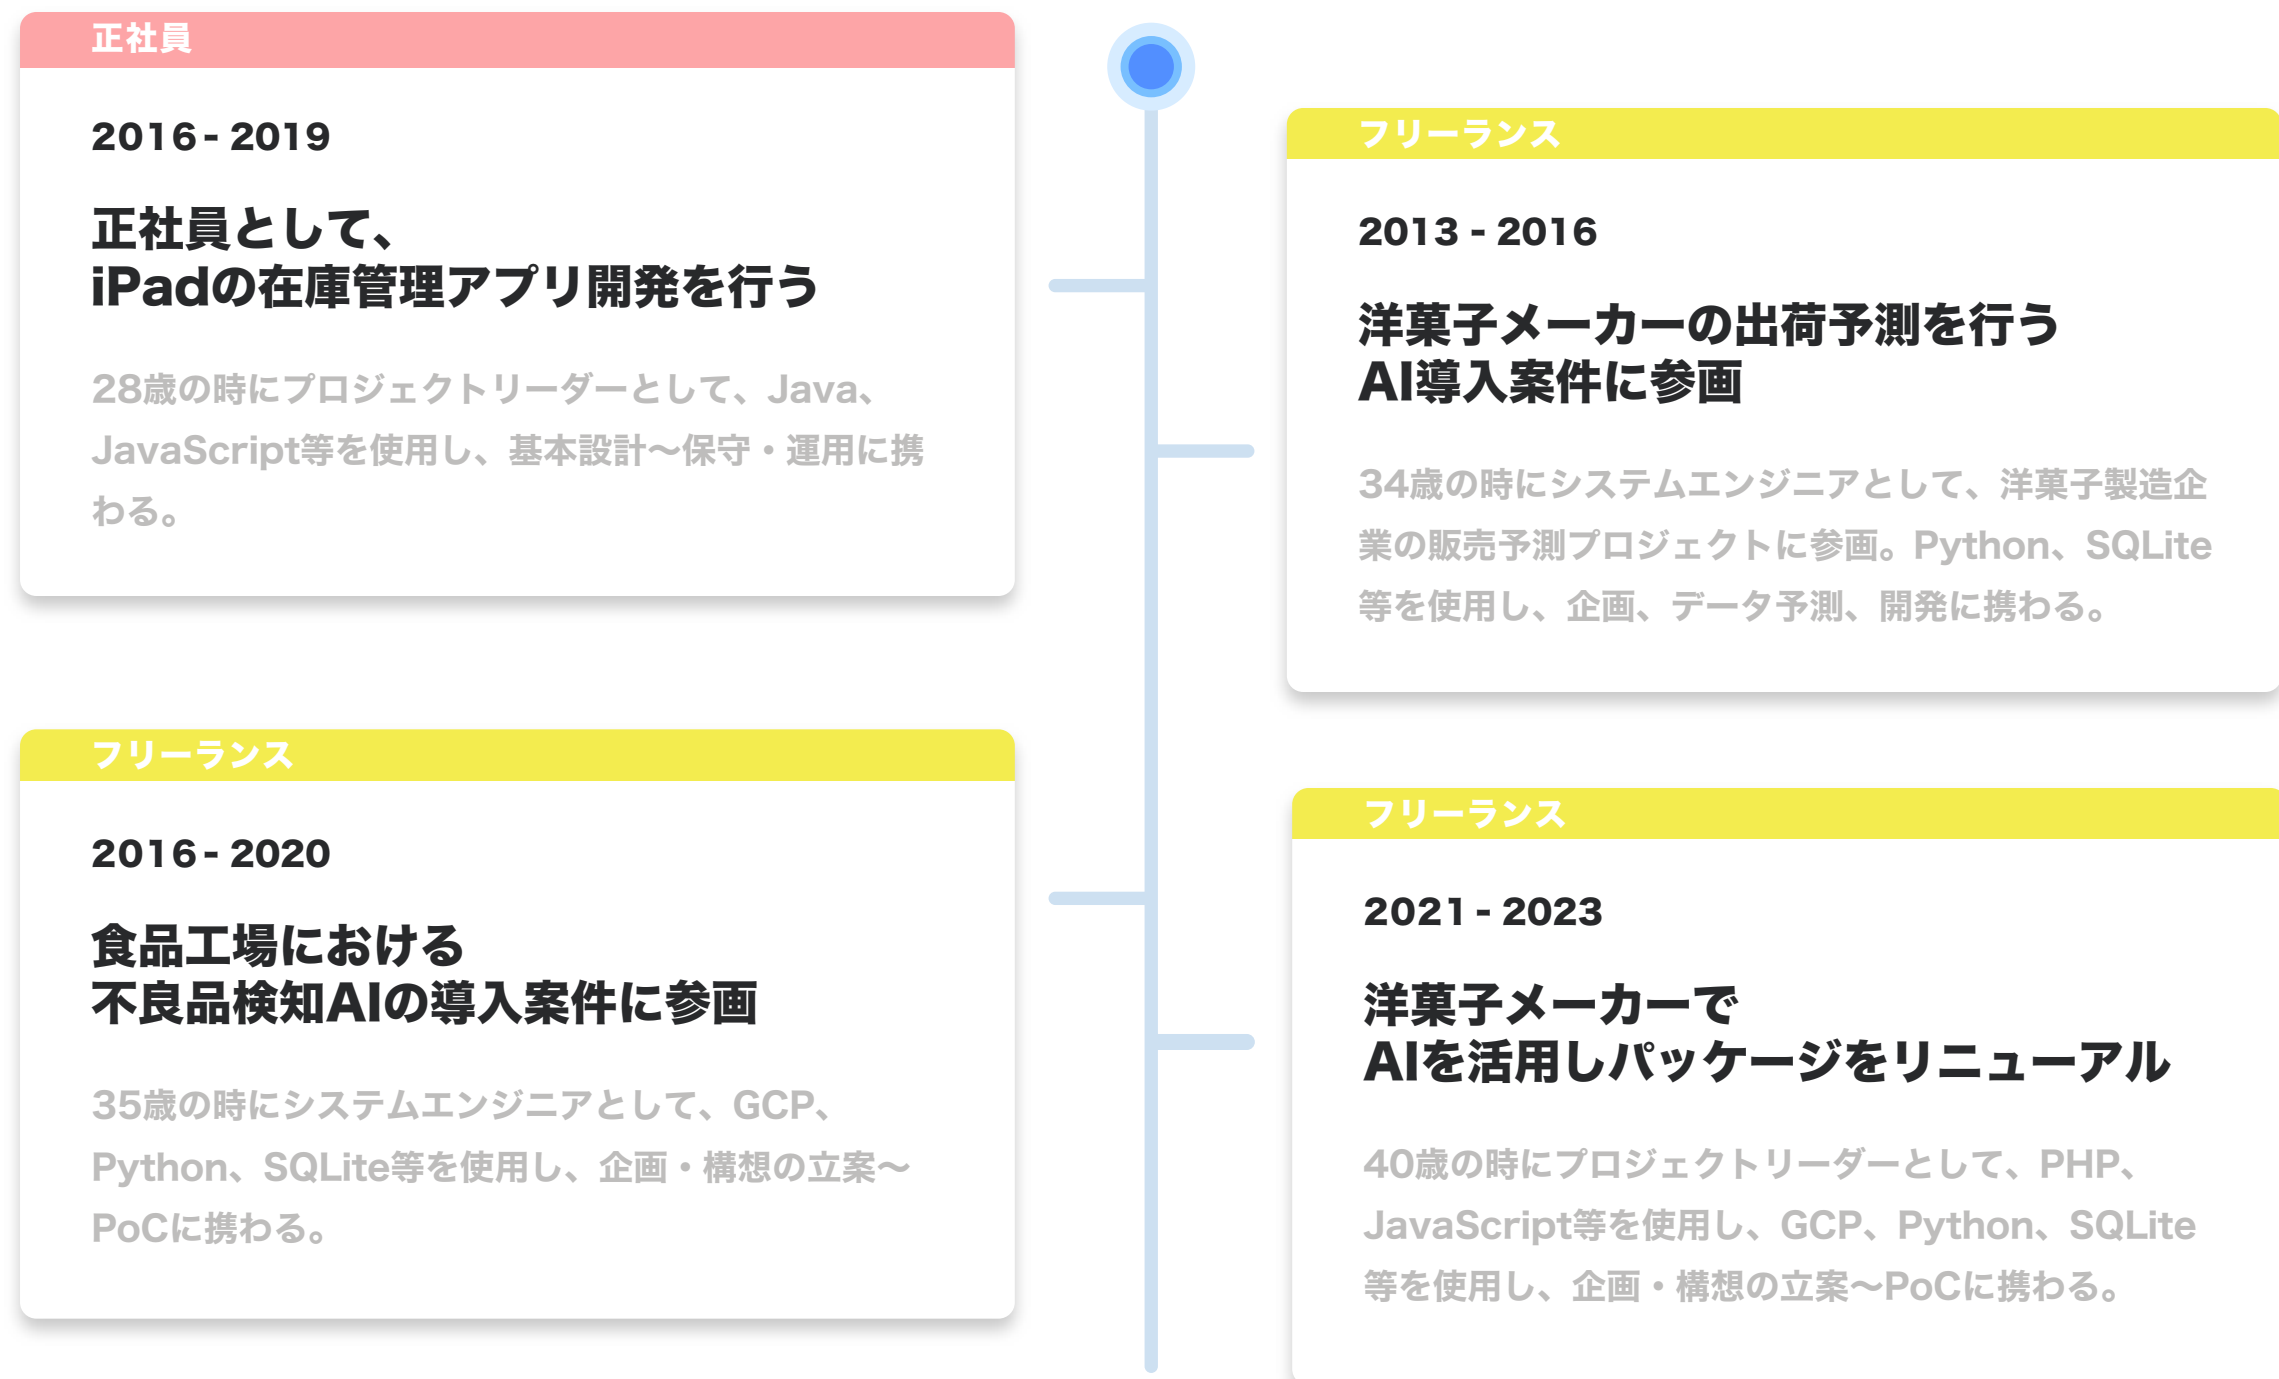 正社員
2016 - 2019
正社員として、
iPadの在庫管理アプリ開発を行う
28歳の時にプロジェクトリーダーとして、Java、
JavaScript等を使用し、基本設計〜保守・運用に携
わる。
フリーランス
2013 - 2016
洋菓子メーカーの出荷予測を行う
AI導入案件に参画
34歳の時にシステムエンジニアとして、洋菓子製造企
業の販売予測プロジェクトに参画。Python、SQLite
等を使用し、企画、データ予測、開発に携わる。
フリーランス
2016 - 2020
食品工場における
不良品検知AIの導入案件に参画
35歳の時にシステムエンジニアとして、GCP、
Python、SQLite等を使用し、企画・構想の立案〜
PoCに携わる。
フリーランス
2021 - 2023
洋菓子メーカーで
AIを活用しパッケージをリニューアル
40歳の時にプロジェクトリーダーとして、PHP、
JavaScript等を使用し、GCP、Python、SQLite
等を使用し、企画・構想の立案〜PoCに携わる。